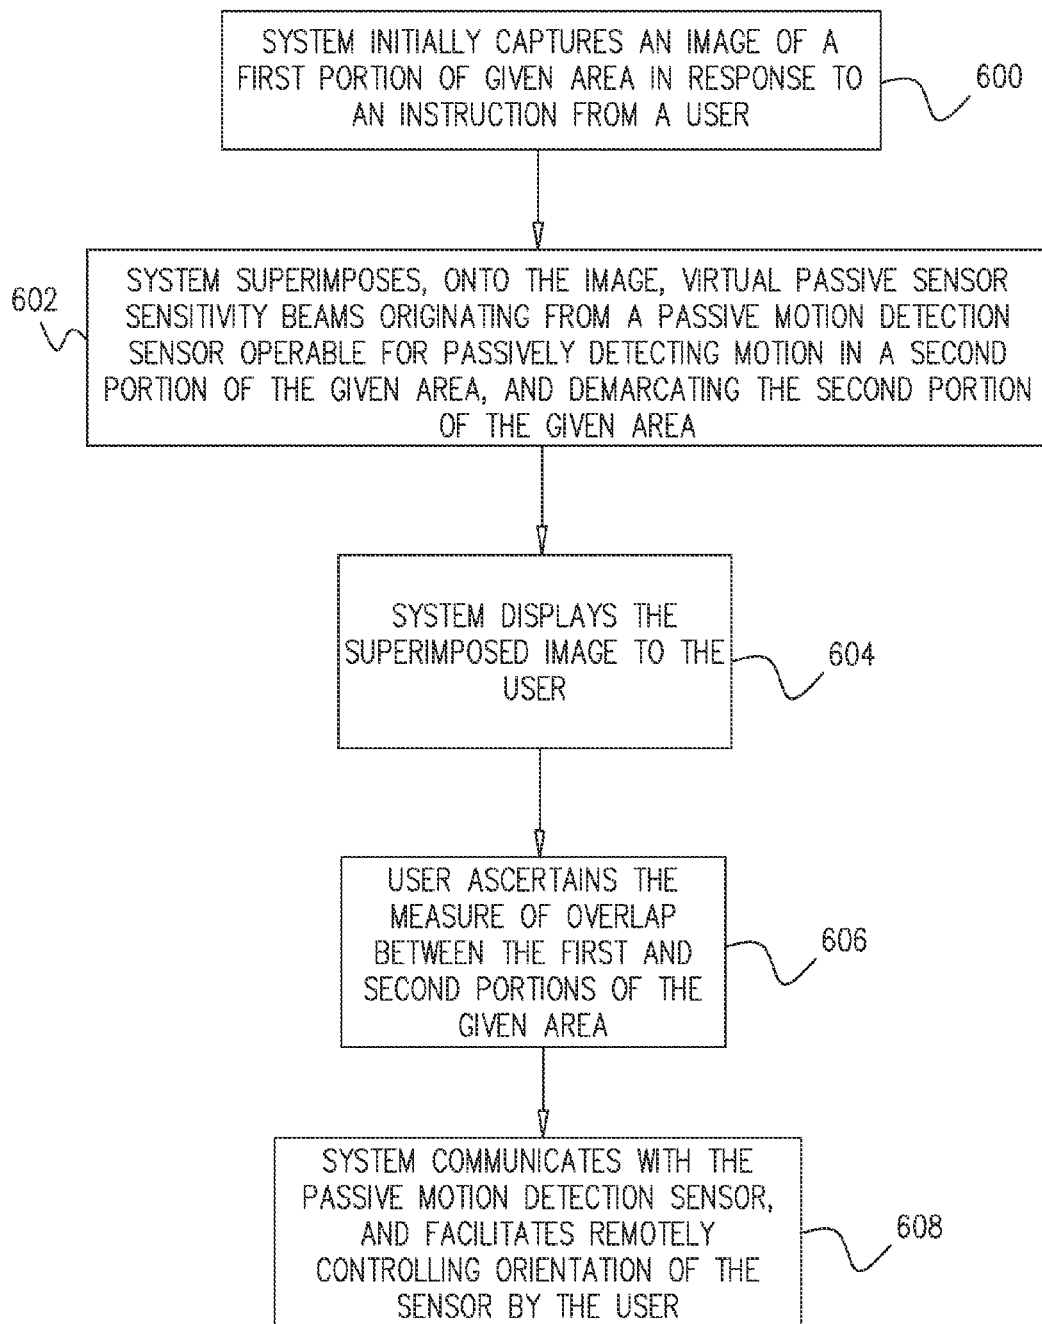 SYSTEM INITIALLY CAPTURES AN IMAGE OF A
FIRST PORTION OF GIVEN AREA IN RESPONSE TO
AN INSTRUCTION FROM A USER
600
602
SYSTEM SUPERIMPOSES, ONTO THE IMAGE, VIRTUAL PASSIVE SENSOR
SENSITIVITY BEAMS ORIGINATING FROM A PASSIVE MOTION DETECTION
SENSOR OPERABLE FOR PASSIVELY DETECTING MOTION IN A SECOND
PORTION OF THE GIVEN AREA, AND DEMARCATING THE SECOND PORTION
OF THE GIVEN AREA
SYSTEM DISPLAYS THE
SUPERIMPOSED IMAGE TO THE
USER
604
USER ASCERTAINS THE
MEASURE OF OVERLAP
BETWEEN THE FIRST AND
SECOND PORTIONS OF THE
GIVEN AREA
606
SYSTEM COMMUNICATES WITH THE
PASSIVE MOTION DETECTION SENSOR,
AND FACILITATES REMOTELY
CONTROLLING ORIENTATION OF THE
SENSOR BY THE USER
608